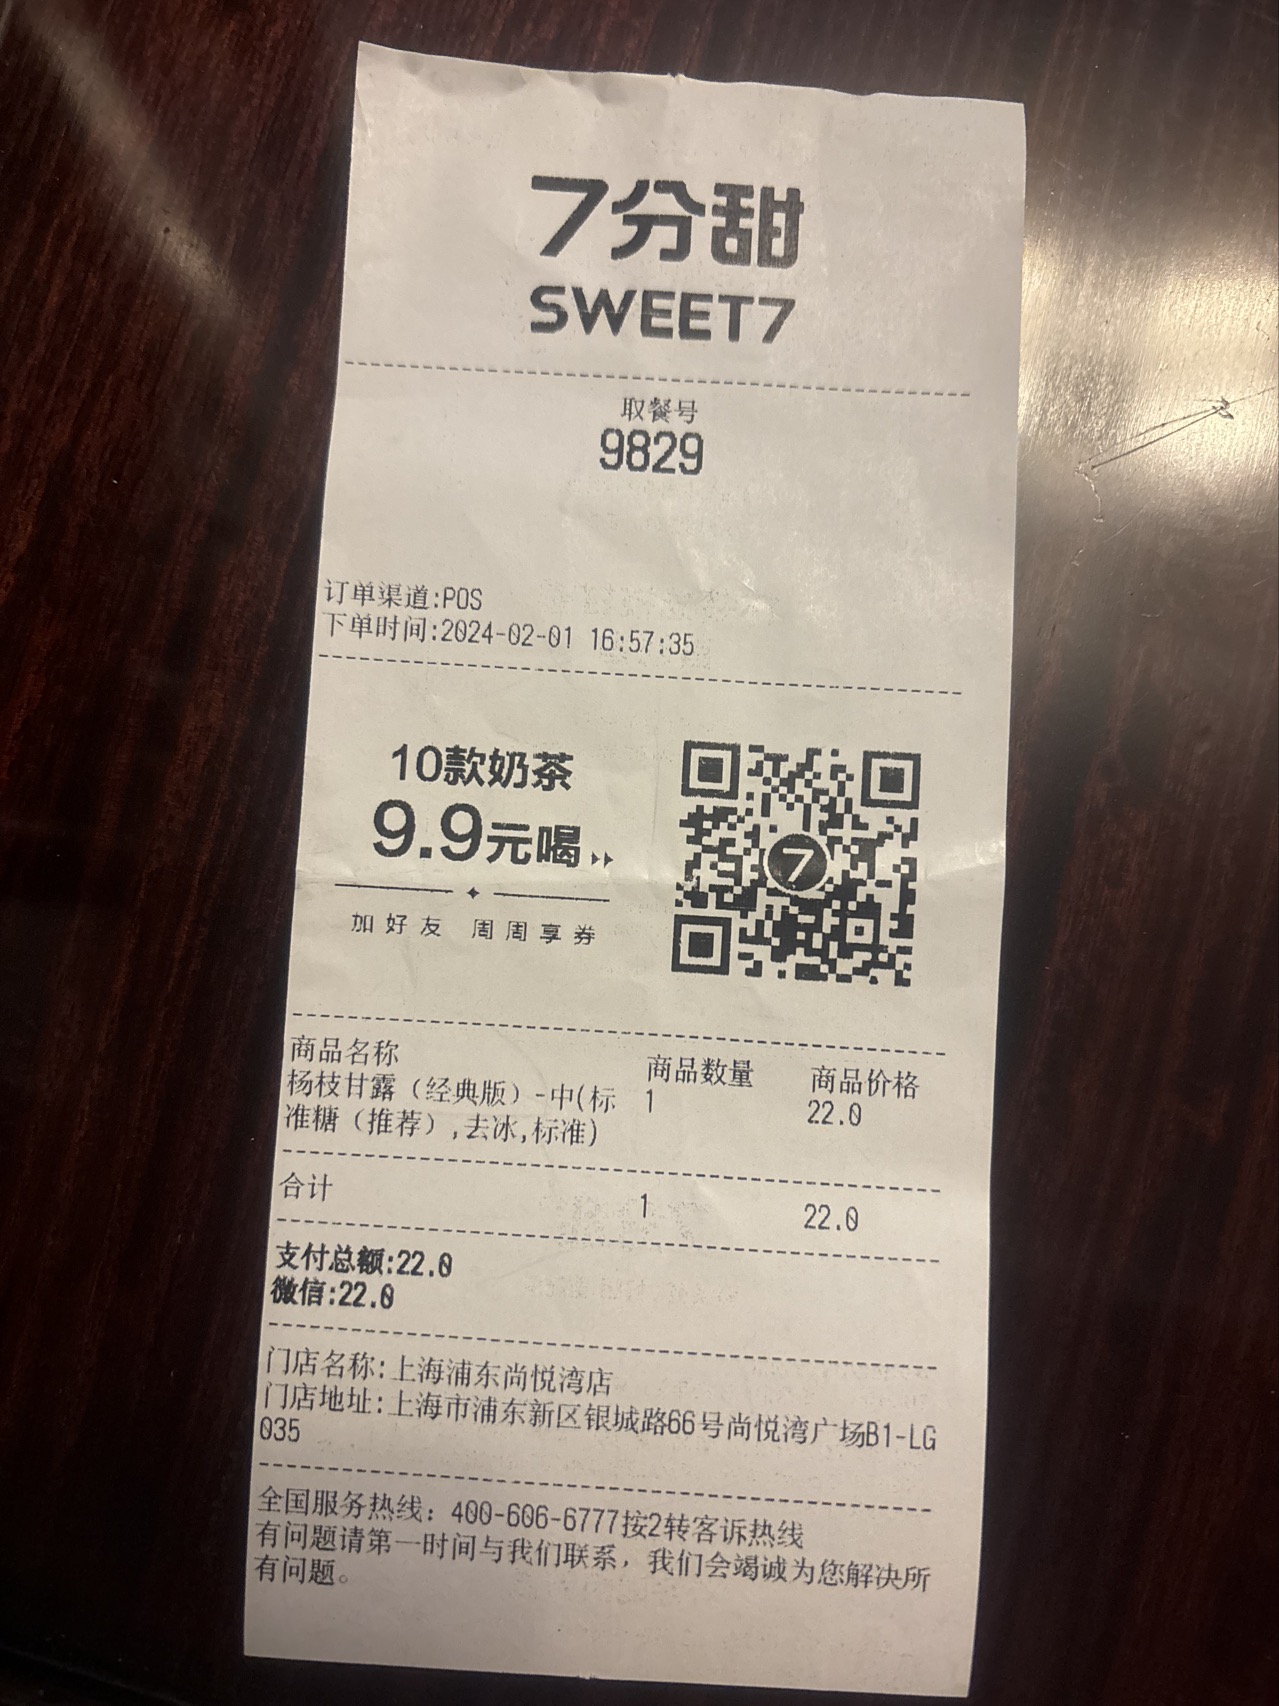 7分甜
SWEET7
取餐号
9829
订单渠道:POS
下单时间:2024-02-01 16:57:35
10款奶茶
9.9元喝
加好友 周周享券
7
商品名称 商品数量 商品价格
杨枝甘露（经典版）-中(标 1 22.0
准糖（推荐）,去冰,标准)
合计 1 22.0
支付总额:22.0
微信:22.0
门店名称:上海浦东尚悦湾店
门店地址:上海市浦东新区银城路66号尚悦湾广场B1-LG
035
全国服务热线：400-606-6777按2转客诉热线
有问题请第一时间与我们联系，我们会竭诚为您解决所
有问题。